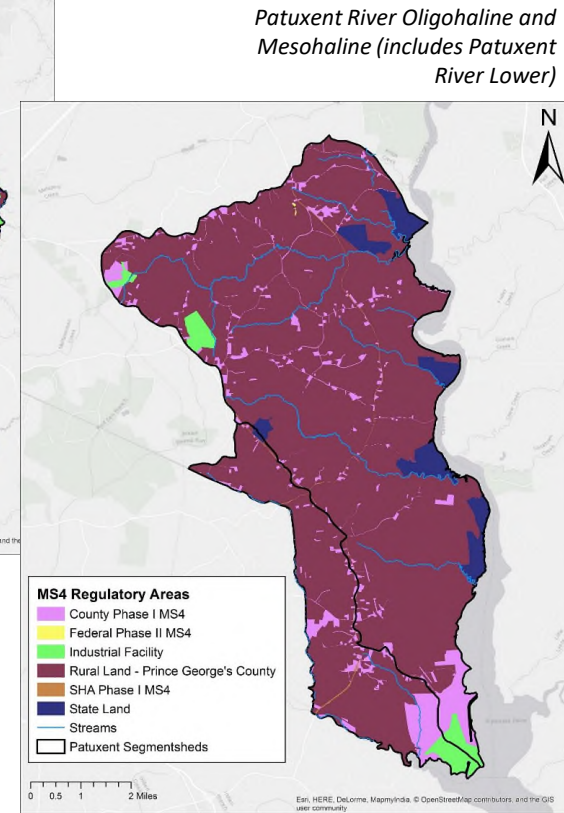 Patuxent River Oligohaline and
Mesohaline (includes Patuxent
River Lower)
N
and the
MS4 Regulatory Areas
County Phase I MS4
Federal Phase II MS4
Industrial Facility
Rural Land - Prince George's County
SHA Phase I MS4
State Land
Streams
Patuxent Segmentsheds
0 0.5 1 2 Miles
Esri, HERE, DeLorme, MapmyIndia, © OpenStreetMap contributors, and the GIS
user community